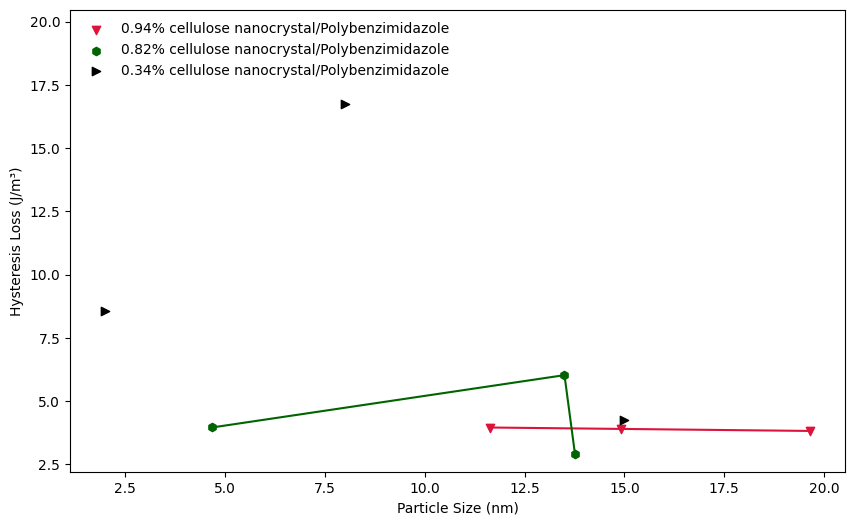 0.94% cellulose nanocrystal/Polybenzimidazole
0.82% cellulose nanocrystal/Polybenzimidazole
0.34% cellulose nanocrystal/Polybenzimidazole
20.0
17.5
15.0
12.5
10.0
7.5
5.0
2.5
Hysteresis Loss (J/m³)
2.5 5.0 7.5 10.0 12.5 15.0 17.5 20.0
Particle Size (nm)